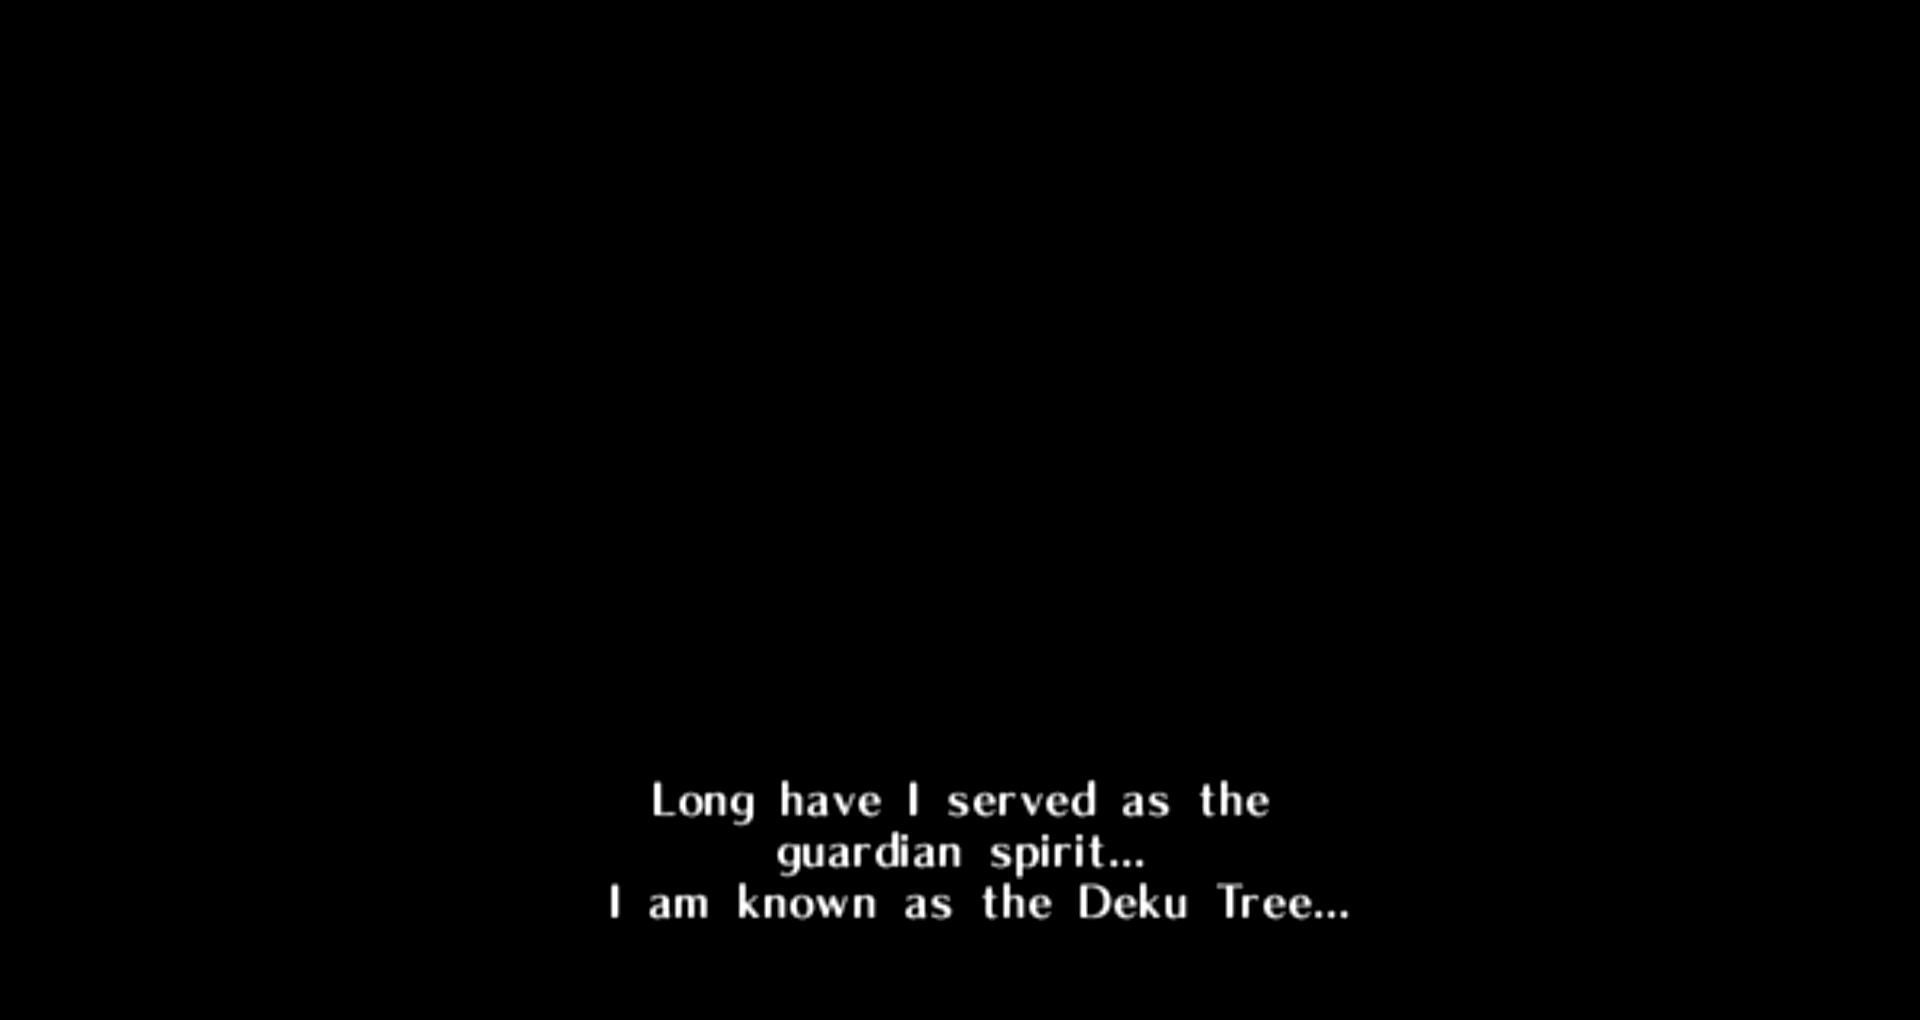 Long have I served as the
guardian spirit...
I am known as the Deku Tree...